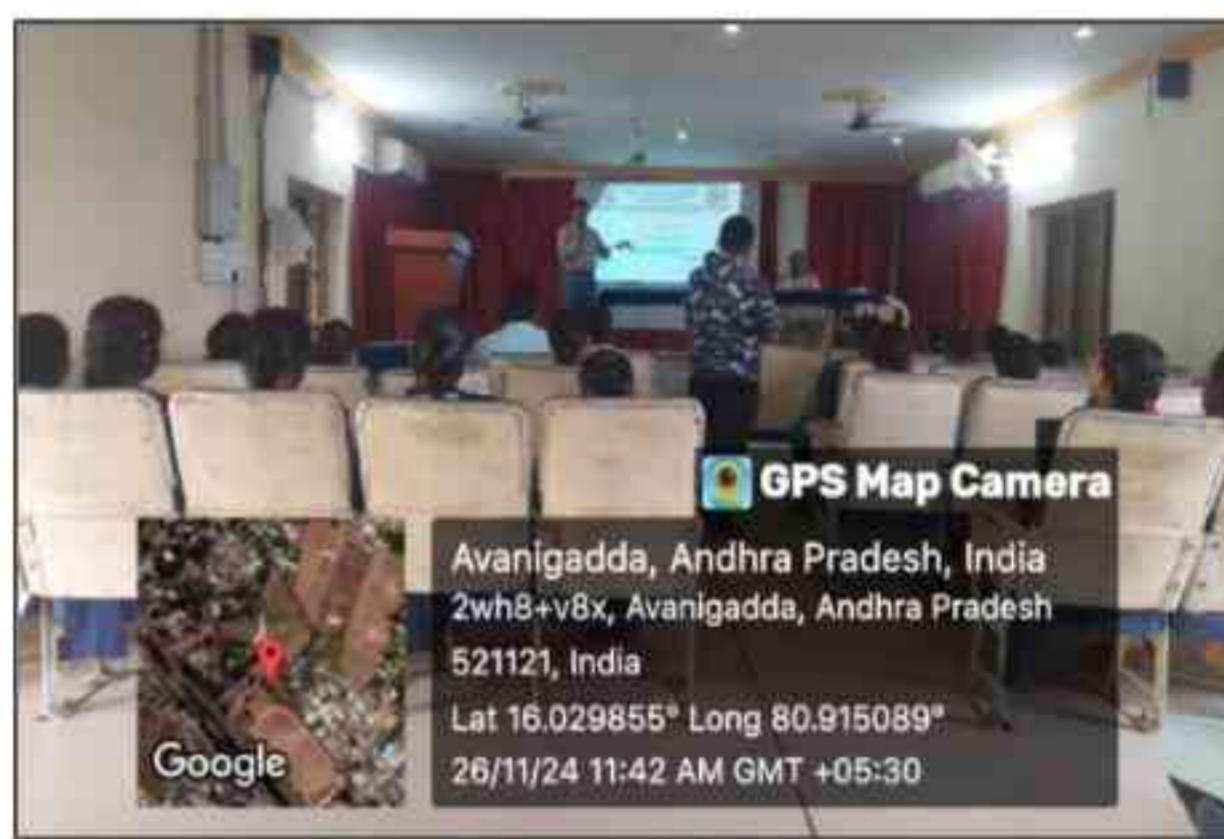 GPS Map Camera
Avanigadda, Andhra Pradesh, India
2wh8+v8x, Avanigadda, Andhra Pradesh
521121, India
Lat 16.029855° Long 80.915089°
26/11/24 11:42 AM GMT +05:30
Google